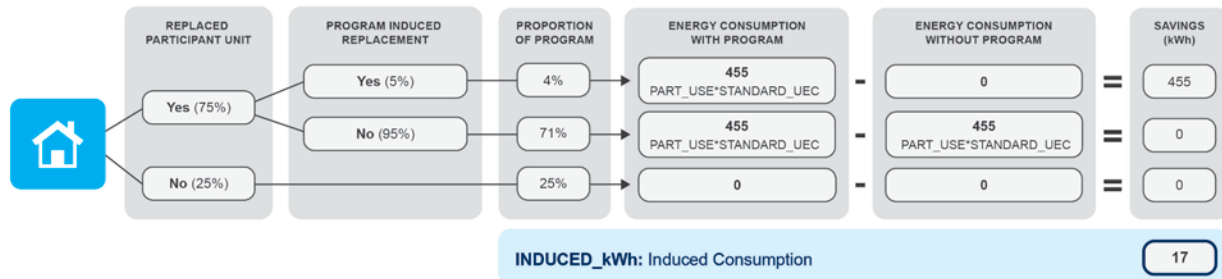 REPLACED
PARTICIPANT UNIT
PROGRAM INDUCED
REPLACEMENT
PROPORTION
OF PROGRAM
ENERGY CONSUMPTION
WITH PROGRAM
ENERGY CONSUMPTION
WITHOUT PROGRAM
SAVINGS
(kWh)
Yes (75%)
No (25%)
Yes (5%)
No (95%)
4%
71%
25%
455
PART_USE*STANDARD_UEC
-
0
=
455
455
PART_USE*STANDARD_UEC
-
455
PART_USE*STANDARD_UEC
=
0
0
-
0
=
0
INDUCED_kWh: Induced Consumption
17